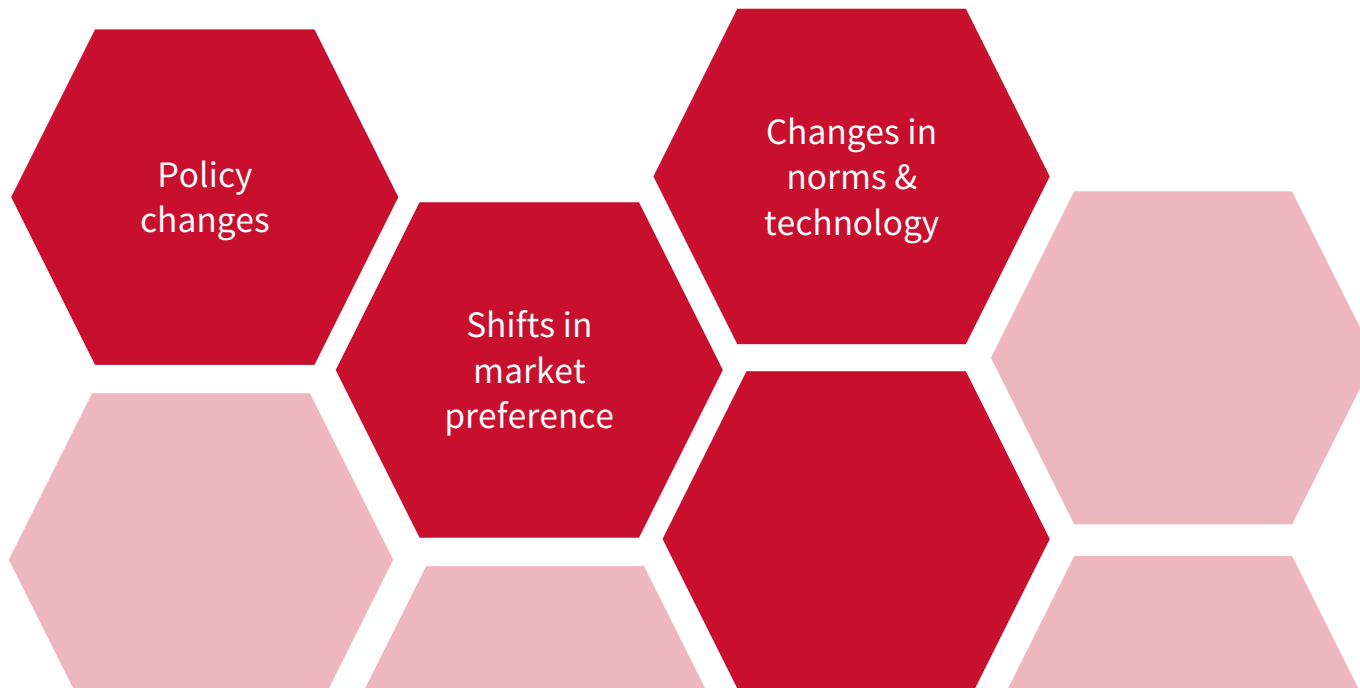 Policy
changes
Shifts in
market
preference
Changes in
norms &
technology